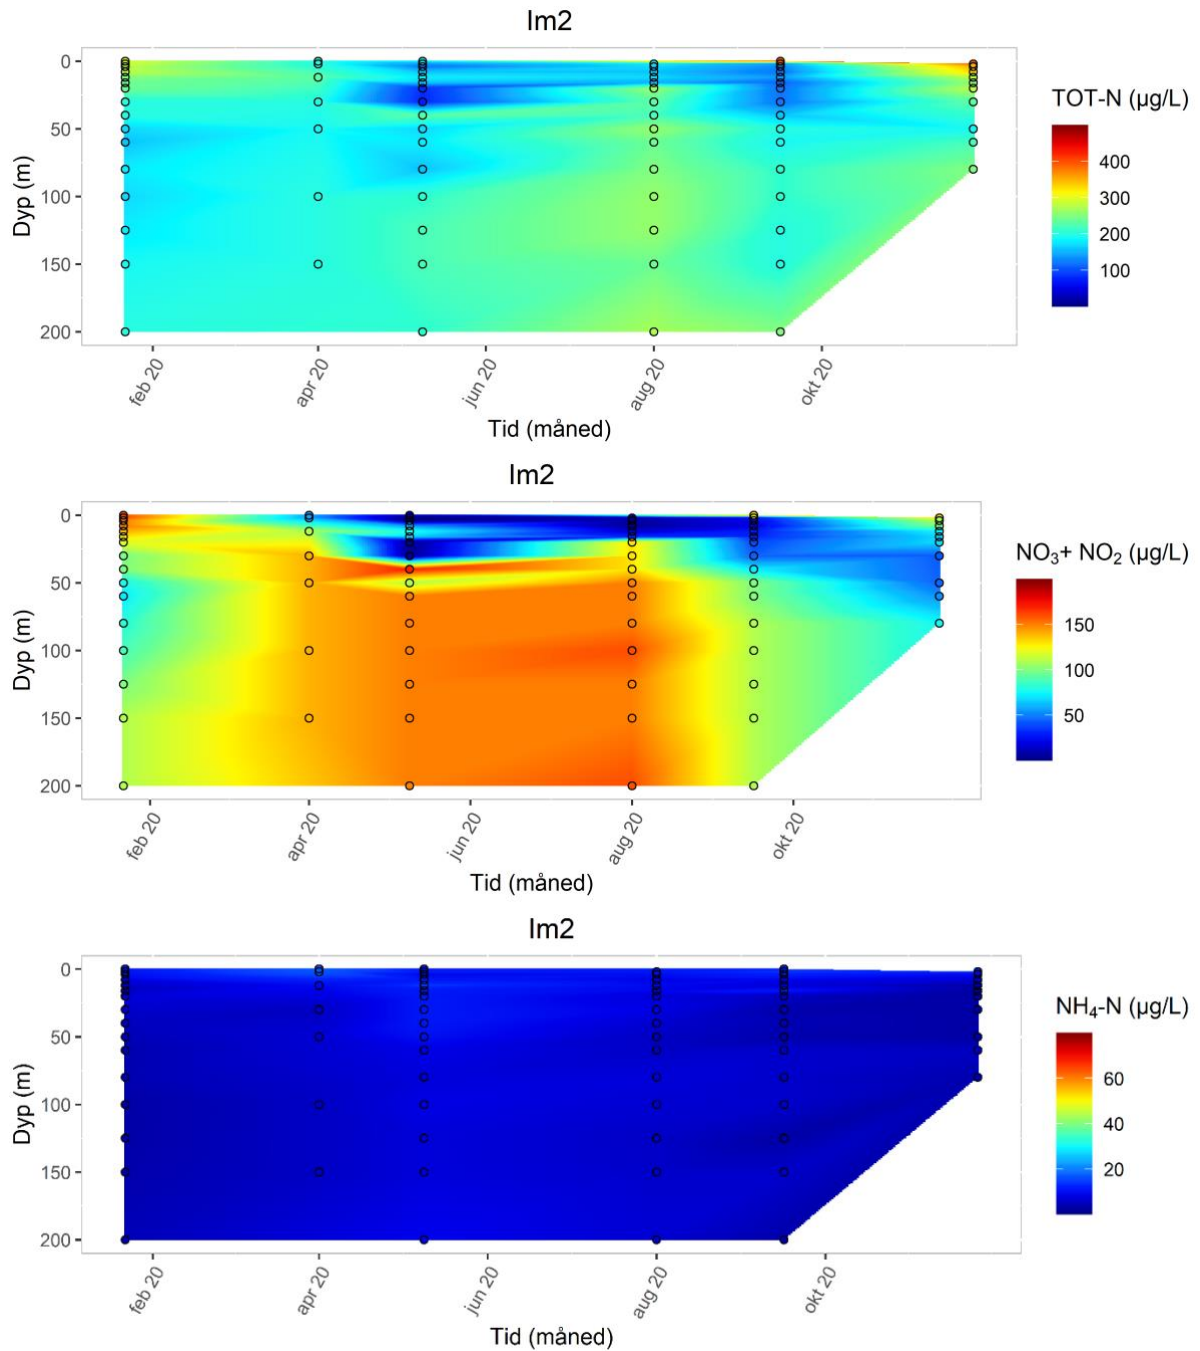 Im2
0
50
100
150
200
Dyp (m)
feb 20
apr 20
jun 20
aug 20
okt 20
Tid (måned)
TOT-N (µg/L)
400
300
200
100
Im2
0
50
100
150
200
Dyp (m)
feb 20
apr 20
jun 20
aug 20
okt 20
Tid (måned)
NO₃+ NO₂ (µg/L)
150
100
50
Im2
0
50
100
150
200
Dyp (m)
feb 20
apr 20
jun 20
aug 20
okt 20
Tid (måned)
NH₄-N (µg/L)
60
40
20